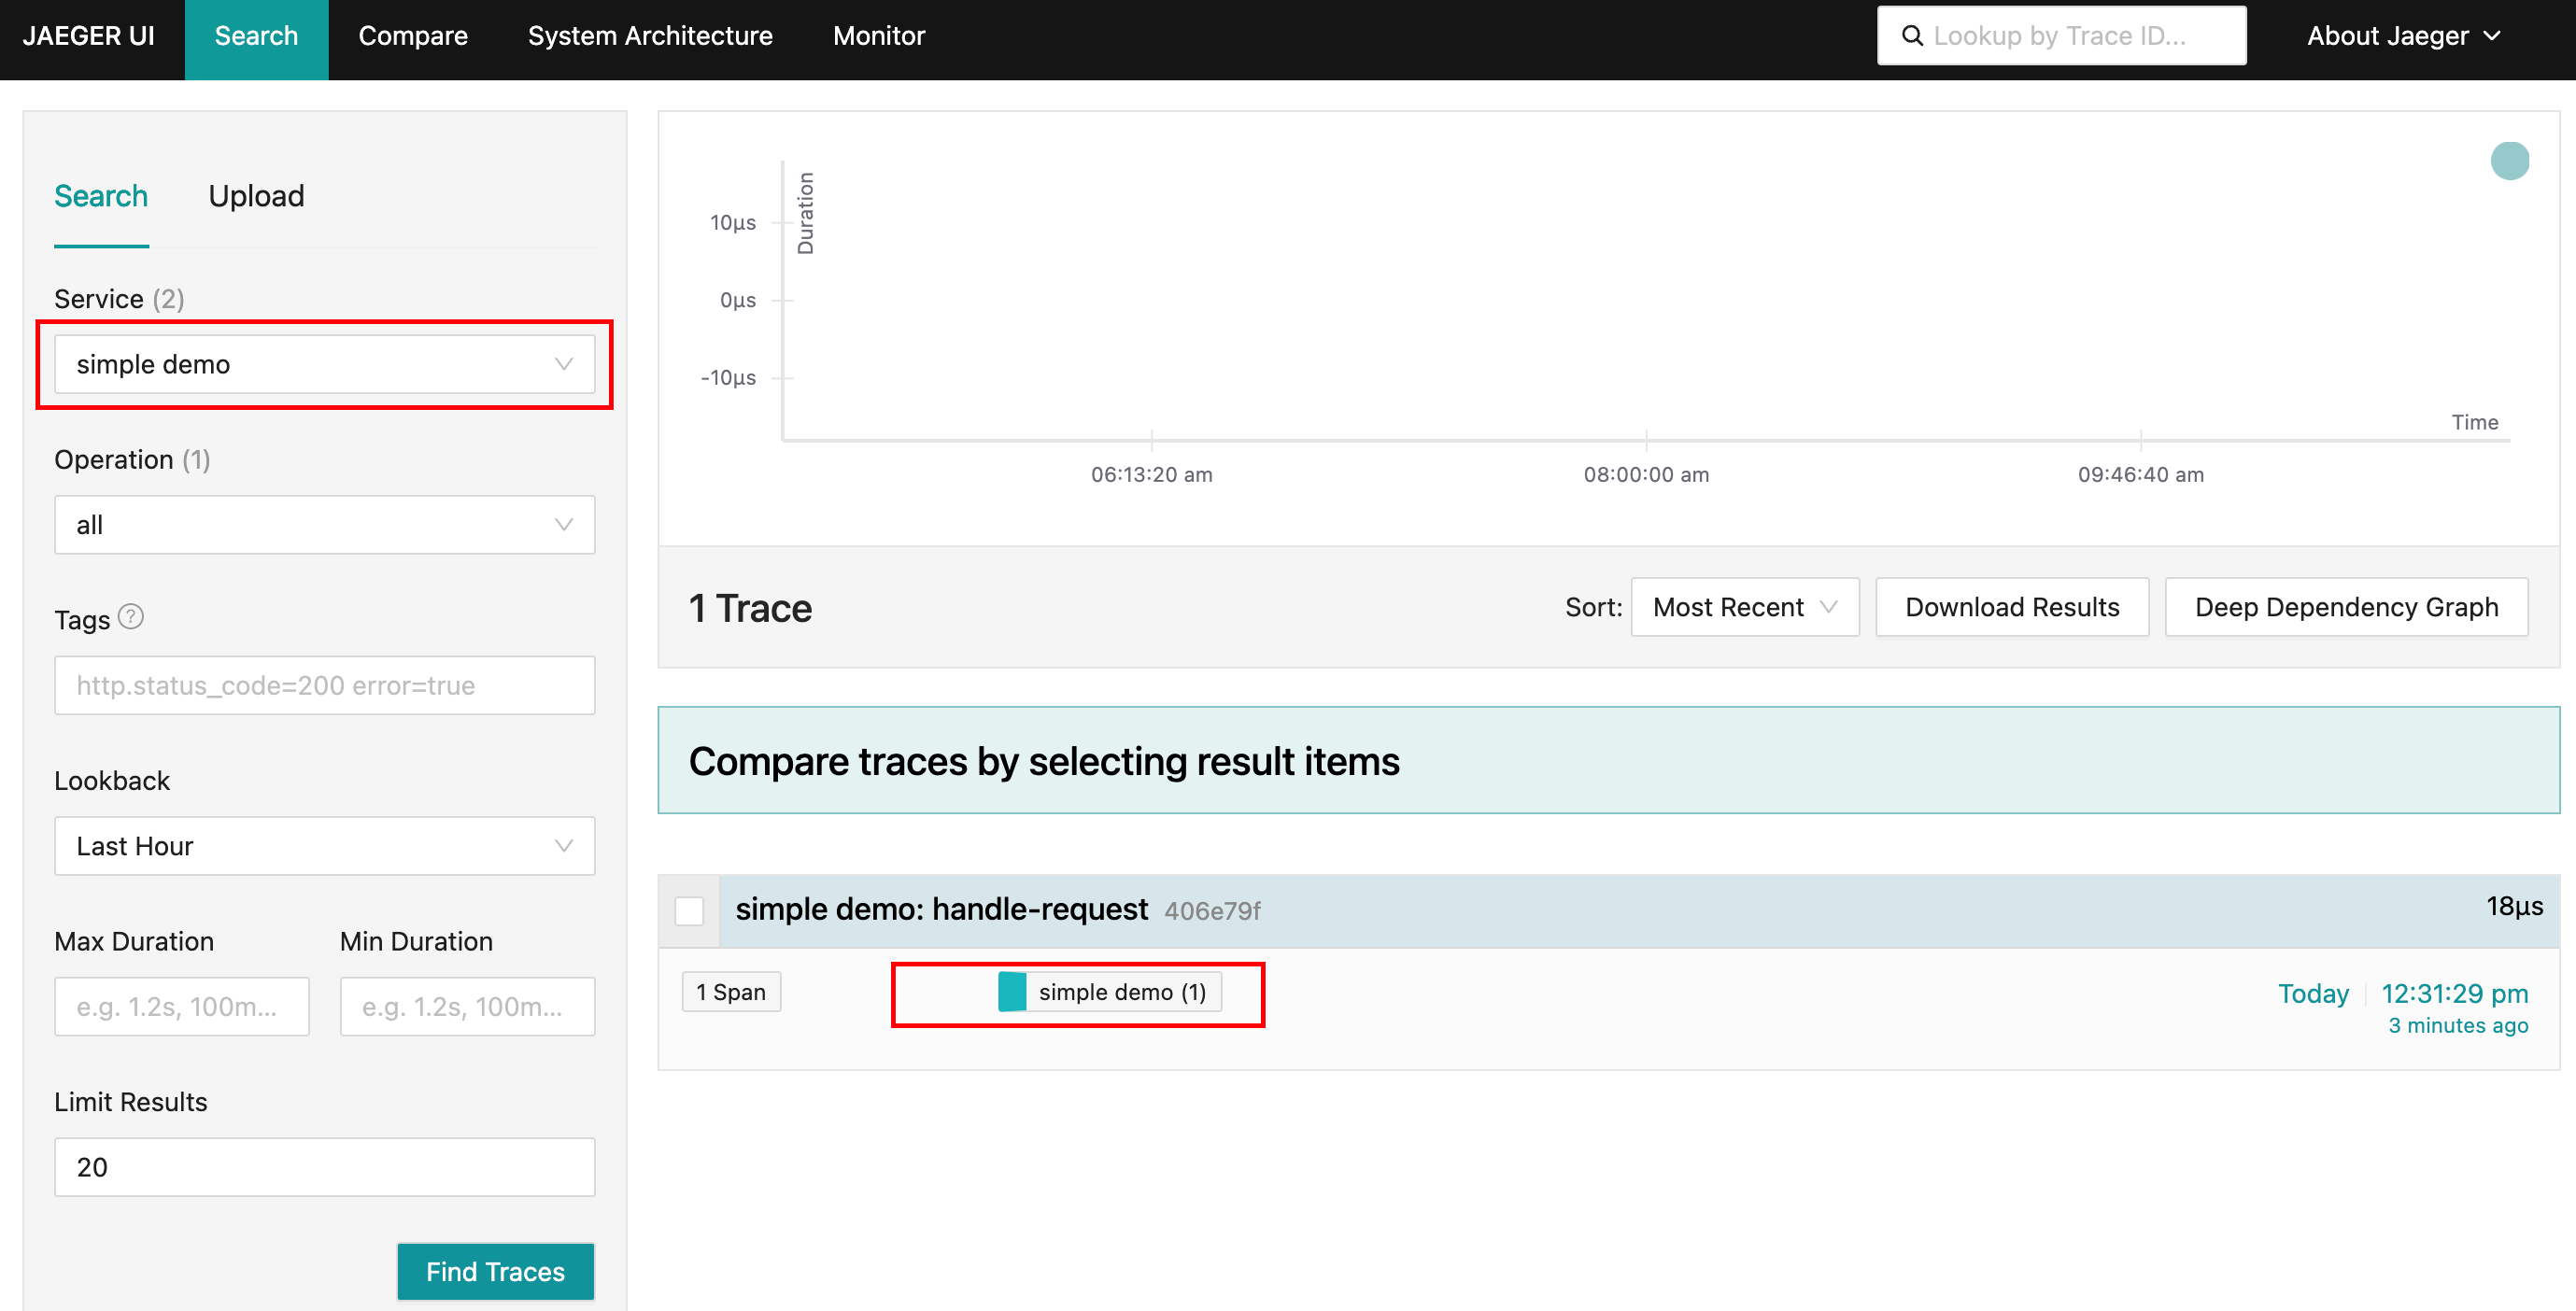 JAEGER UI Search Compare System Architecture Monitor Lookup by Trace ID... About Jaeger
Search Upload
Service (2)
simple demo
Operation (1)
all
Tags ?
http.status_code=200 error=true
Lookback
Last Hour
Max Duration Min Duration
e.g. 1.2s, 100m... e.g. 1.2s, 100m...
Limit Results
20
Find Traces
Duration
10μs
0μs
-10μs
Time
06:13:20 am 08:00:00 am 09:46:40 am
1 Trace Sort: Most Recent Download Results Deep Dependency Graph
Compare traces by selecting result items
simple demo: handle-request 406e79f 18μs
1 Span simple demo (1) Today 12:31:29 pm
3 minutes ago